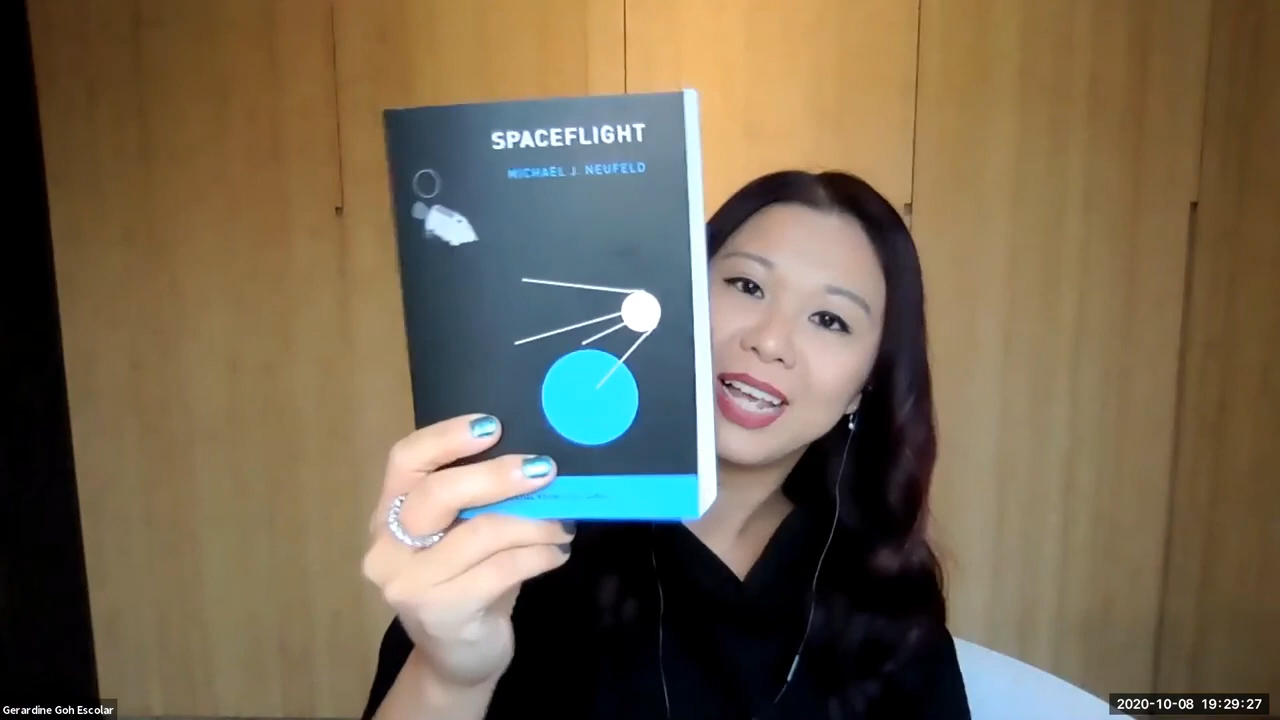 SPACEFLIGHT
MICHAEL J. NEUFELD
Gerardine Goh Escolar
2020-10-08 19:29:27